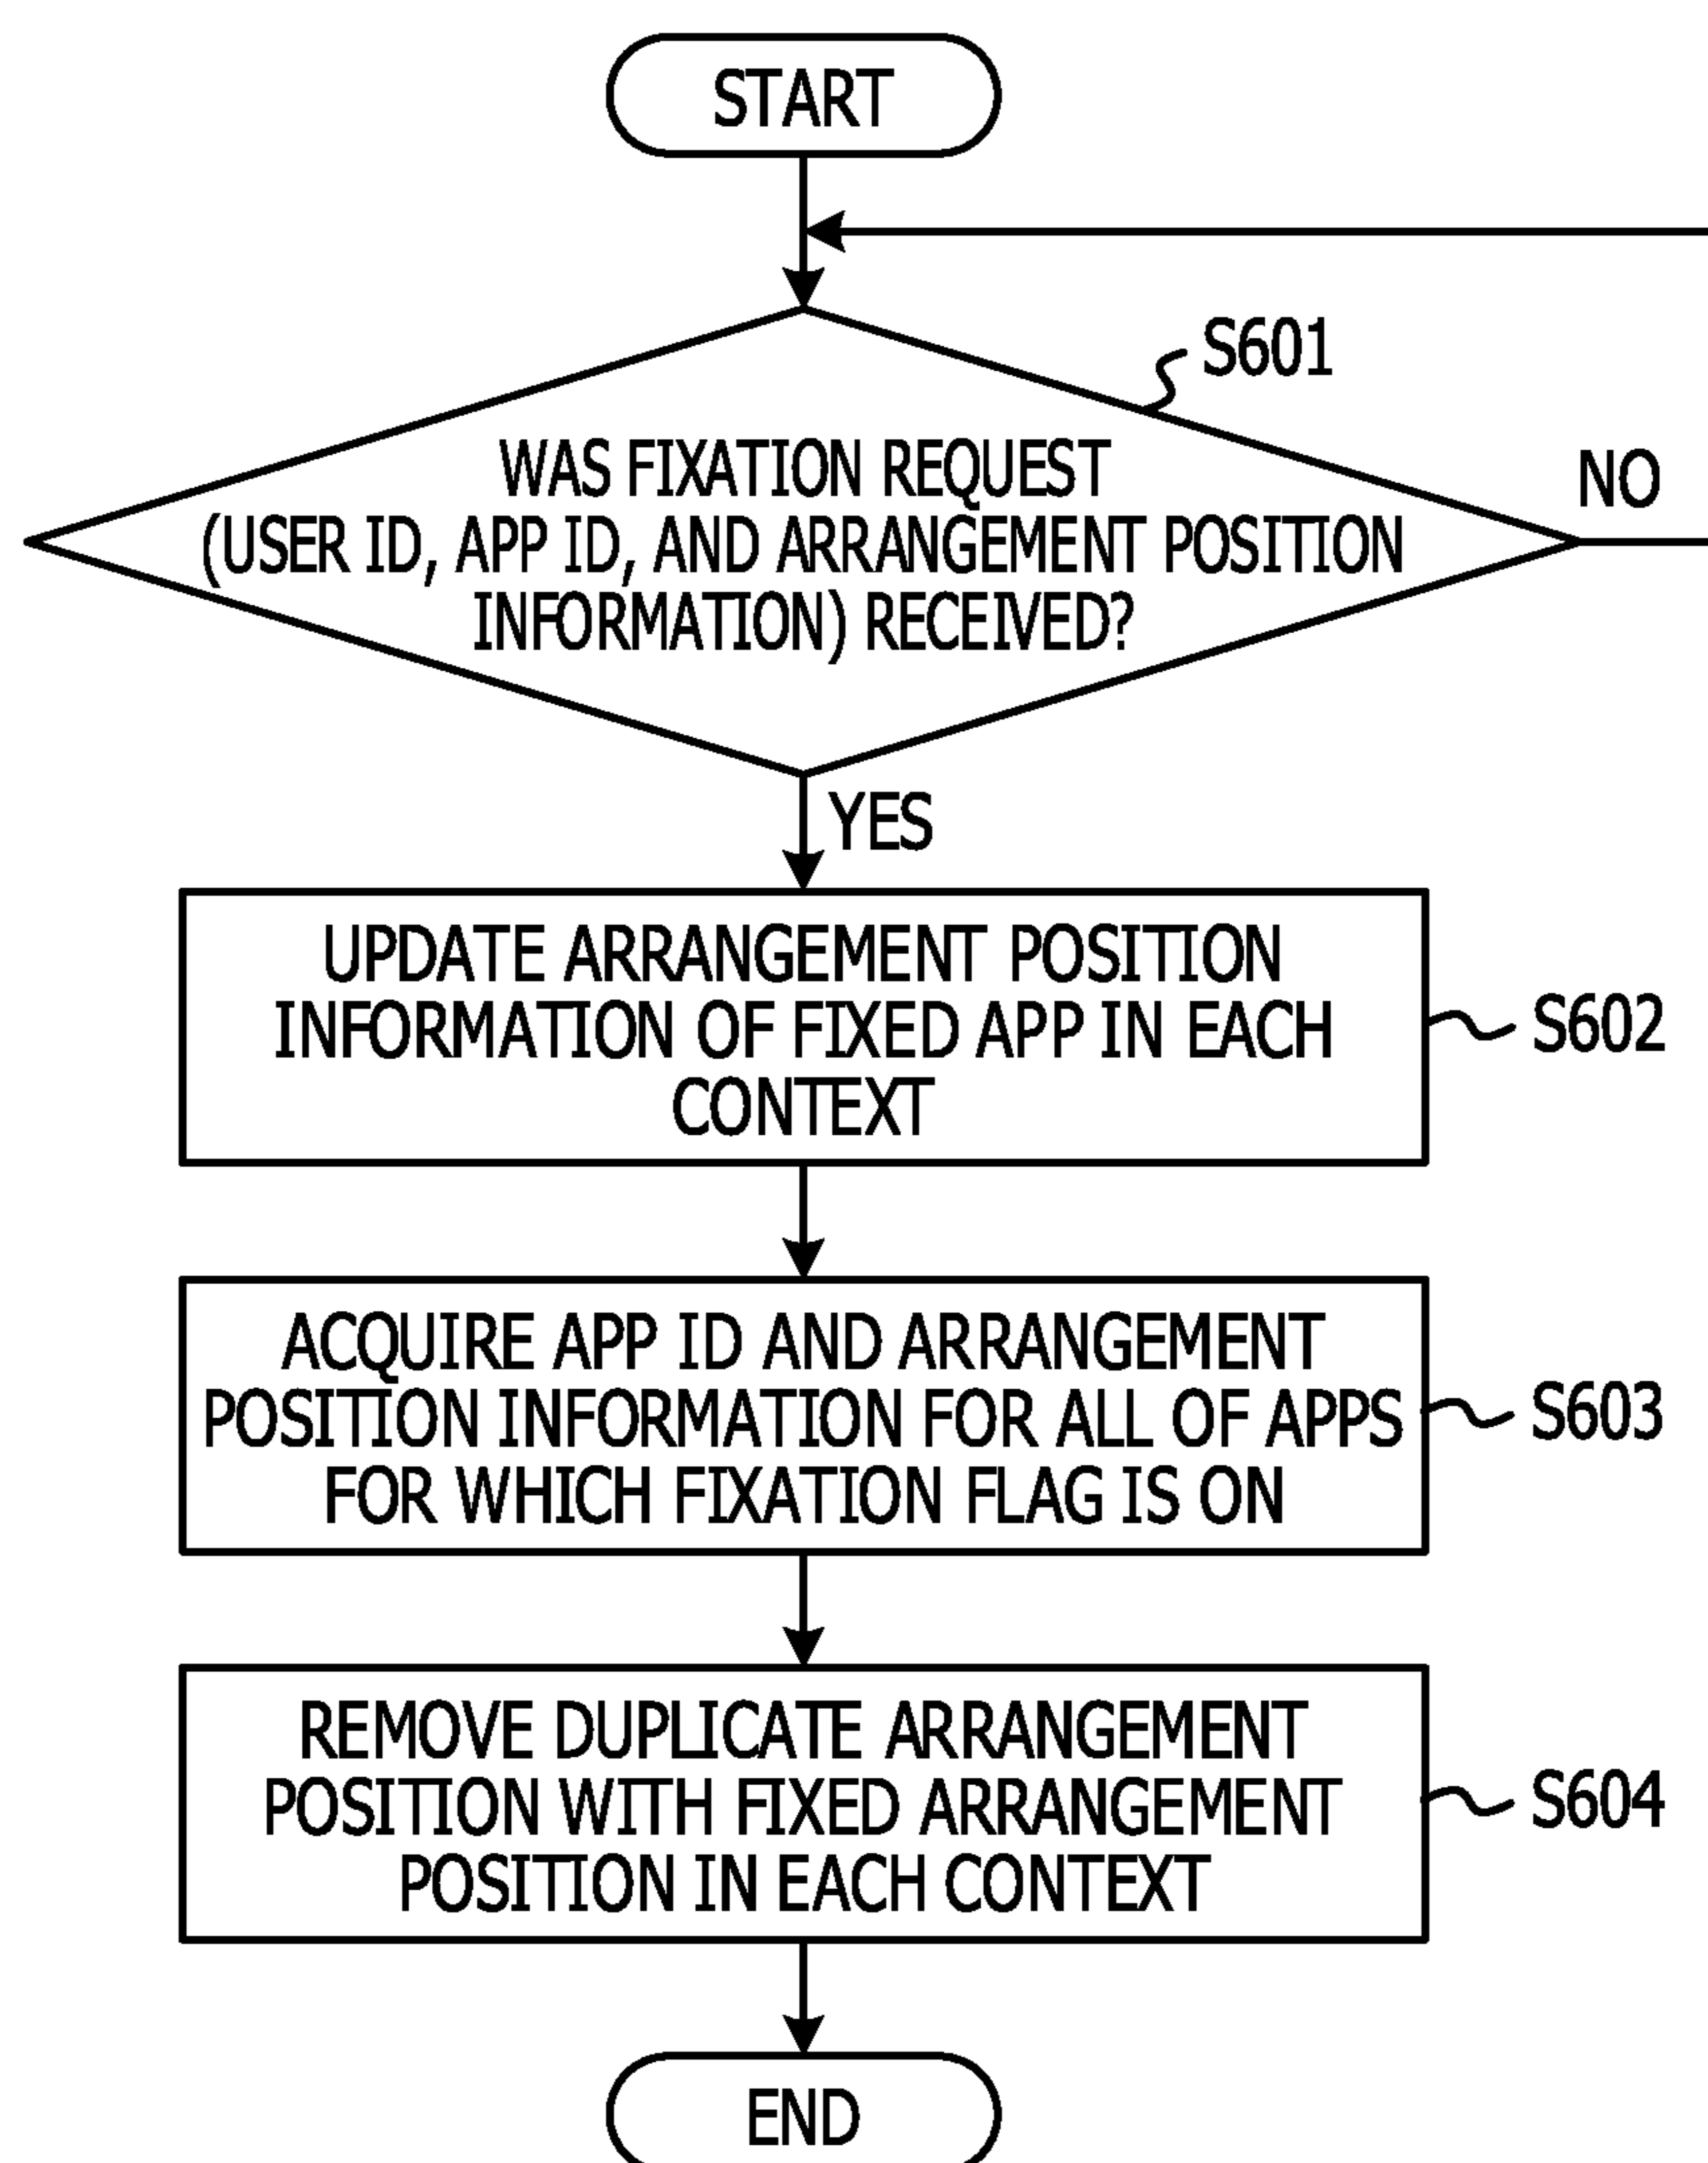 START
S601
WAS FIXATION REQUEST
(USER ID, APP ID, AND ARRANGEMENT POSITION
INFORMATION) RECEIVED?
NO
YES
UPDATE ARRANGEMENT POSITION
INFORMATION OF FIXED APP IN EACH
CONTEXT
S602
ACQUIRE APP ID AND ARRANGEMENT
POSITION INFORMATION FOR ALL OF APPS
FOR WHICH FIXATION FLAG IS ON
S603
REMOVE DUPLICATE ARRANGEMENT
POSITION WITH FIXED ARRANGEMENT
POSITION IN EACH CONTEXT
S604
END